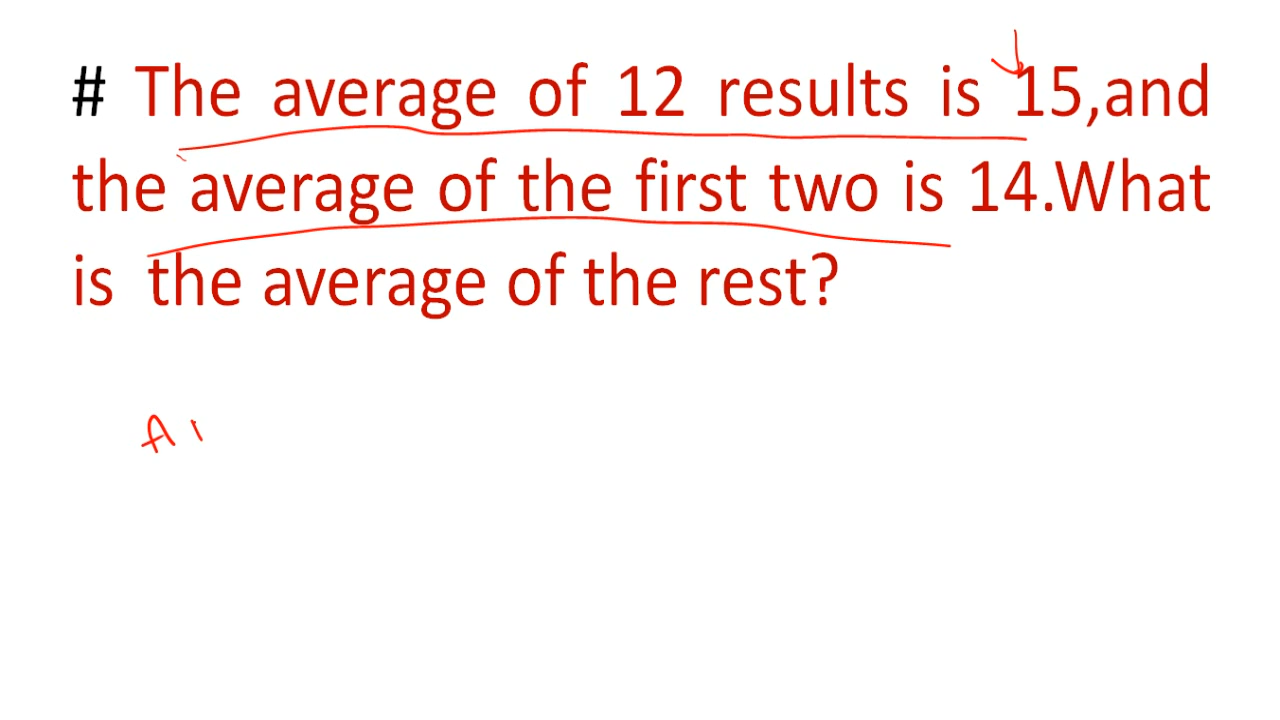 # The average of 12 results is 15,and
the average of the first two is 14.What
is the average of the rest?
A